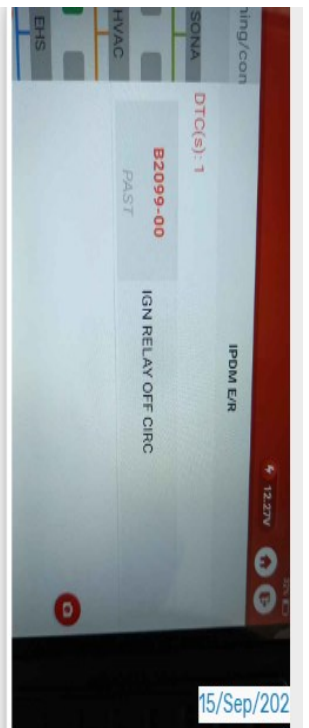 12.27V
ning/con
IPDM E/R
SONA
HVAC
EHS
DTC(s): 1
B2099-00
PAST
IGN RELAY OFF CIRC
15/Sep/202